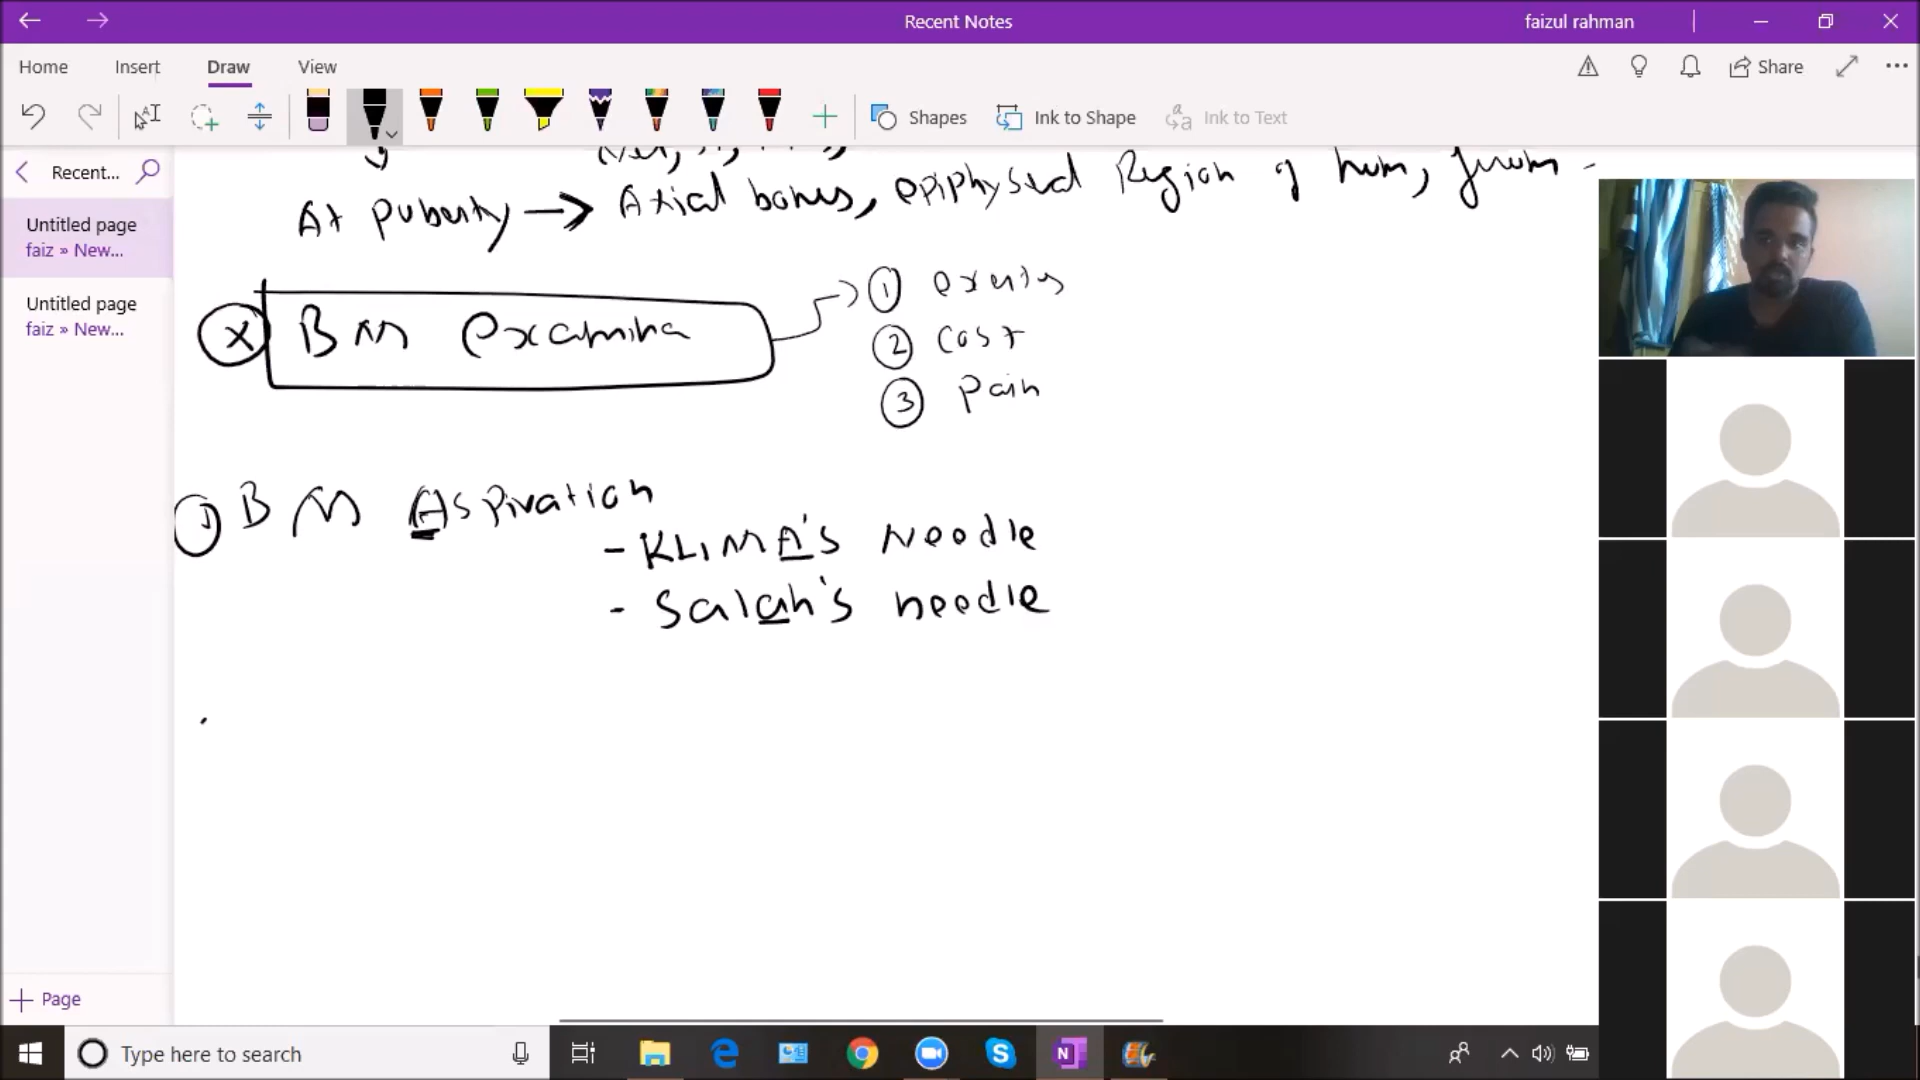 Recent Notes
faizul rahman
Home Insert Draw View
Share
Shapes Ink to Shape Ink to Text
Recent...
Untitled page
faiz » New...
Untitled page
faiz » New...
At puberty → Axial bones, epiphyseal Region of hum,
X BM examina
① 
② Cost
③ Pain
① BM Aspiration
- KLIMA's Needle
- Salah's needle
Page
Type here to search